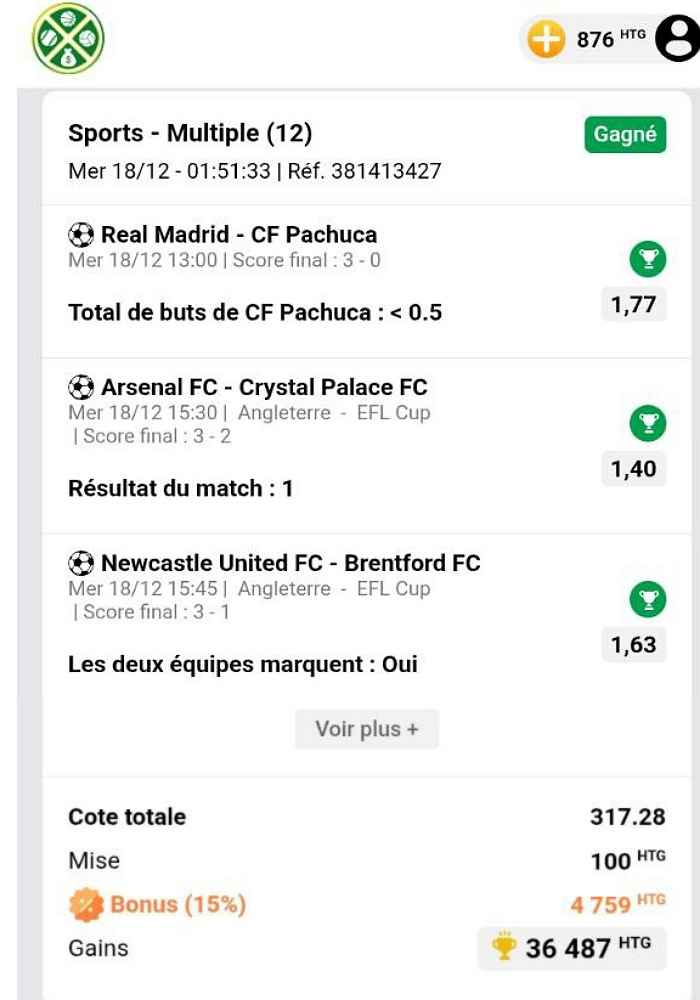 876 HTG
Sports - Multiple (12)
Gagné
Mer 18/12 - 01:51:33 | Réf. 381413427
Real Madrid - CF Pachuca
Mer 18/12 13:00 | Score final : 3 - 0
Total de buts de CF Pachuca : < 0.5
1,77
Arsenal FC - Crystal Palace FC
Mer 18/12 15:30 | Angleterre - EFL Cup
| Score final : 3 - 2
Résultat du match : 1
1,40
Newcastle United FC - Brentford FC
Mer 18/12 15:45 | Angleterre - EFL Cup
| Score final : 3 - 1
Les deux équipes marquent : Oui
1,63
Voir plus +
Cote totale 317.28
Mise 100 HTG
Bonus (15%) 4 759 HTG
Gains 36 487 HTG